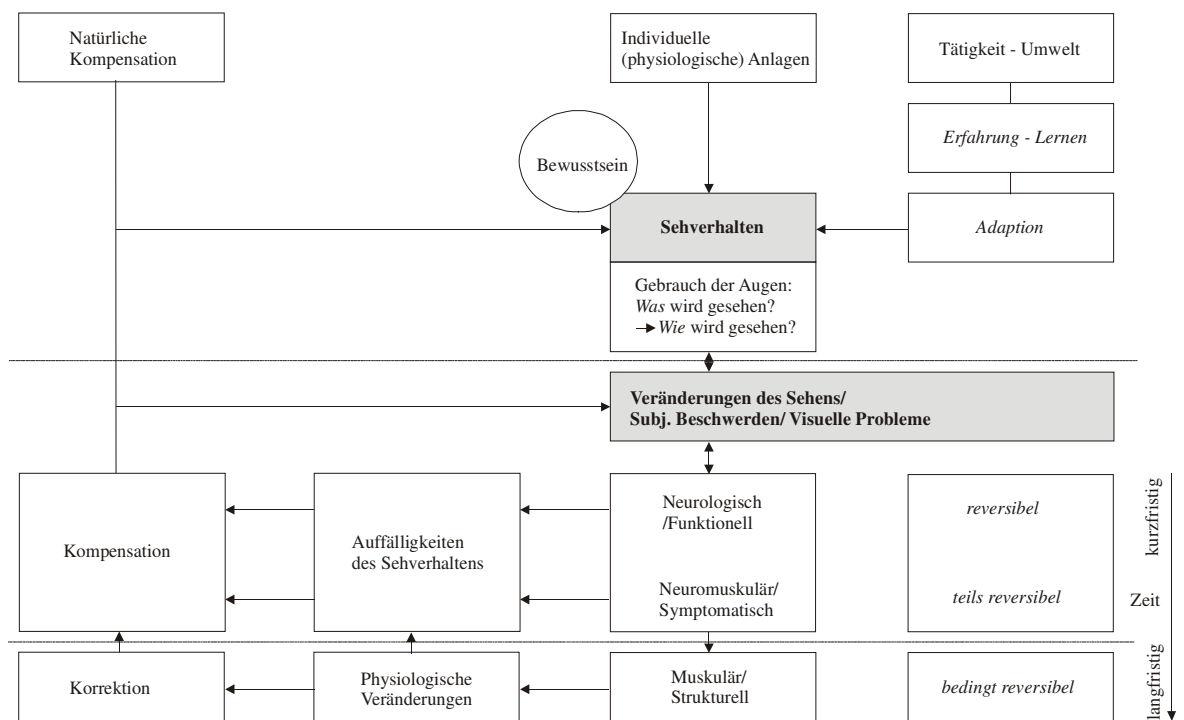 Natürliche
Kompensation
Individuelle
(physiologische) Anlagen
Tätigkeit - Umwelt
Erfahrung - Lernen
Bewusstsein
Sehverhalten
Adaption
Gebrauch der Augen:
Was wird gesehen?
Wie wird gesehen?
Veränderungen des Sehens/
Subj. Beschwerden/ Visuelle Probleme
Kompensation
Auffälligkeiten
des Sehverhaltens
Neurologisch
/Funktionell
Neuromuskulär/
Symptomatisch
reversibel
teils reversibel
kurzfristig
Zeit
langfristig
Korrektion
Physiologische
Veränderungen
Muskulär/
Strukturell
bedingt reversibel